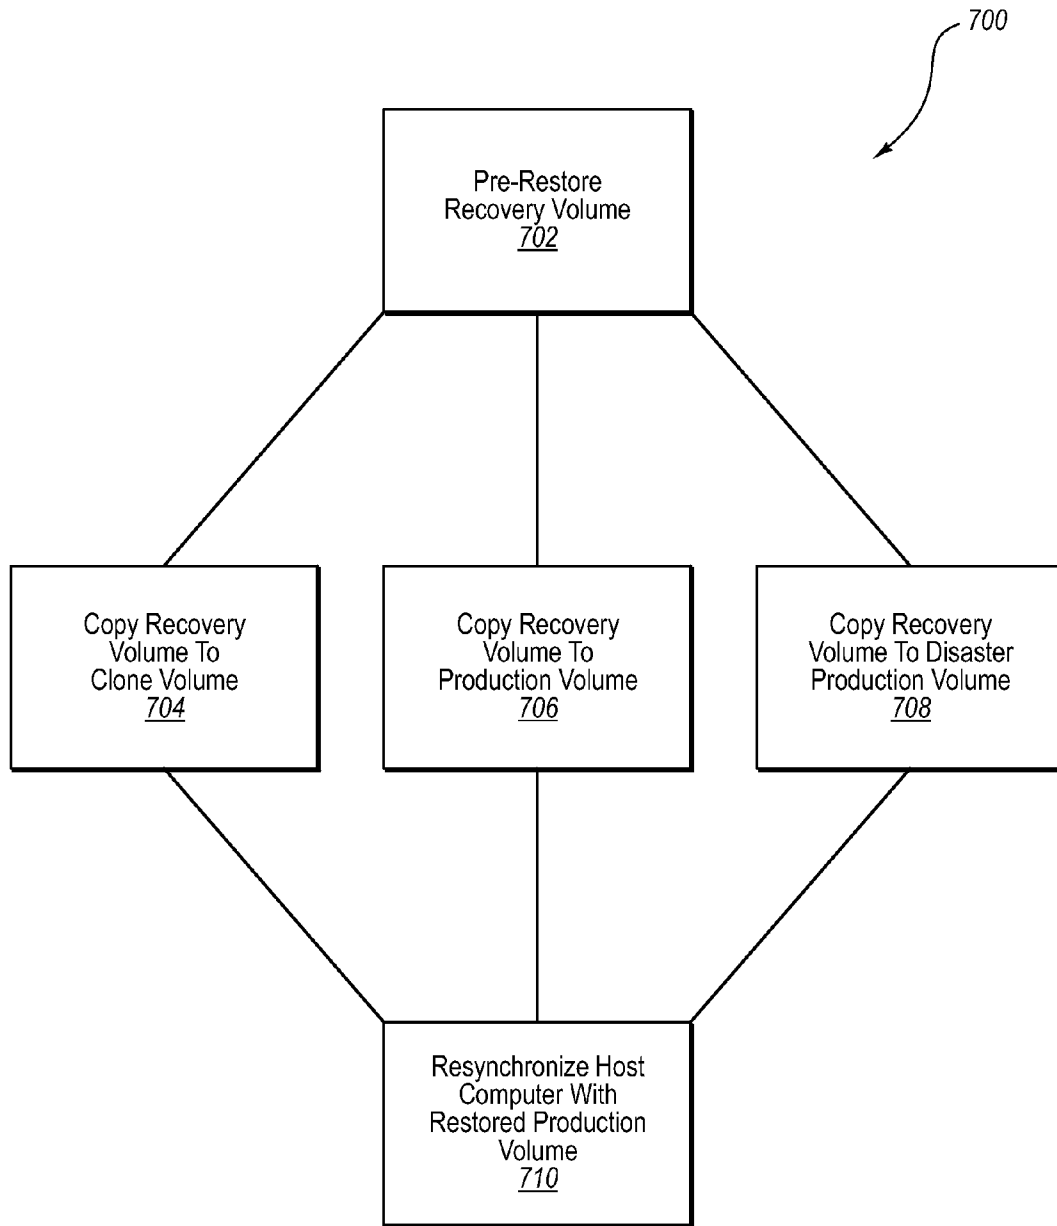 700
Pre-Restore
Recovery Volume
702
Copy Recovery
Volume To
Clone Volume
704
Copy Recovery
Volume To
Production Volume
706
Copy Recovery
Volume To Disaster
Production Volume
708
Resynchronize Host
Computer With
Restored Production
Volume
710